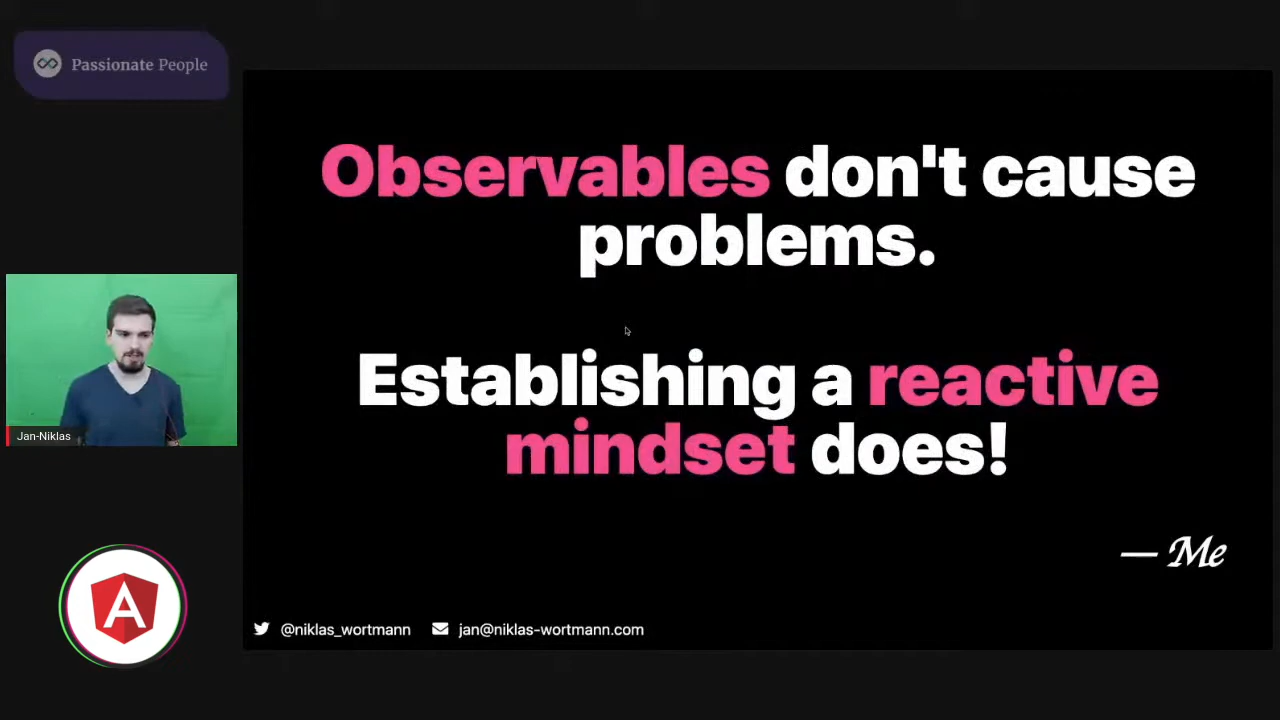 Passionate People
Observables don't cause
problems.
Establishing a reactive
mindset does!
— Me
Jan-Niklas
@niklas_wortmann
jan@niklas-wortmann.com